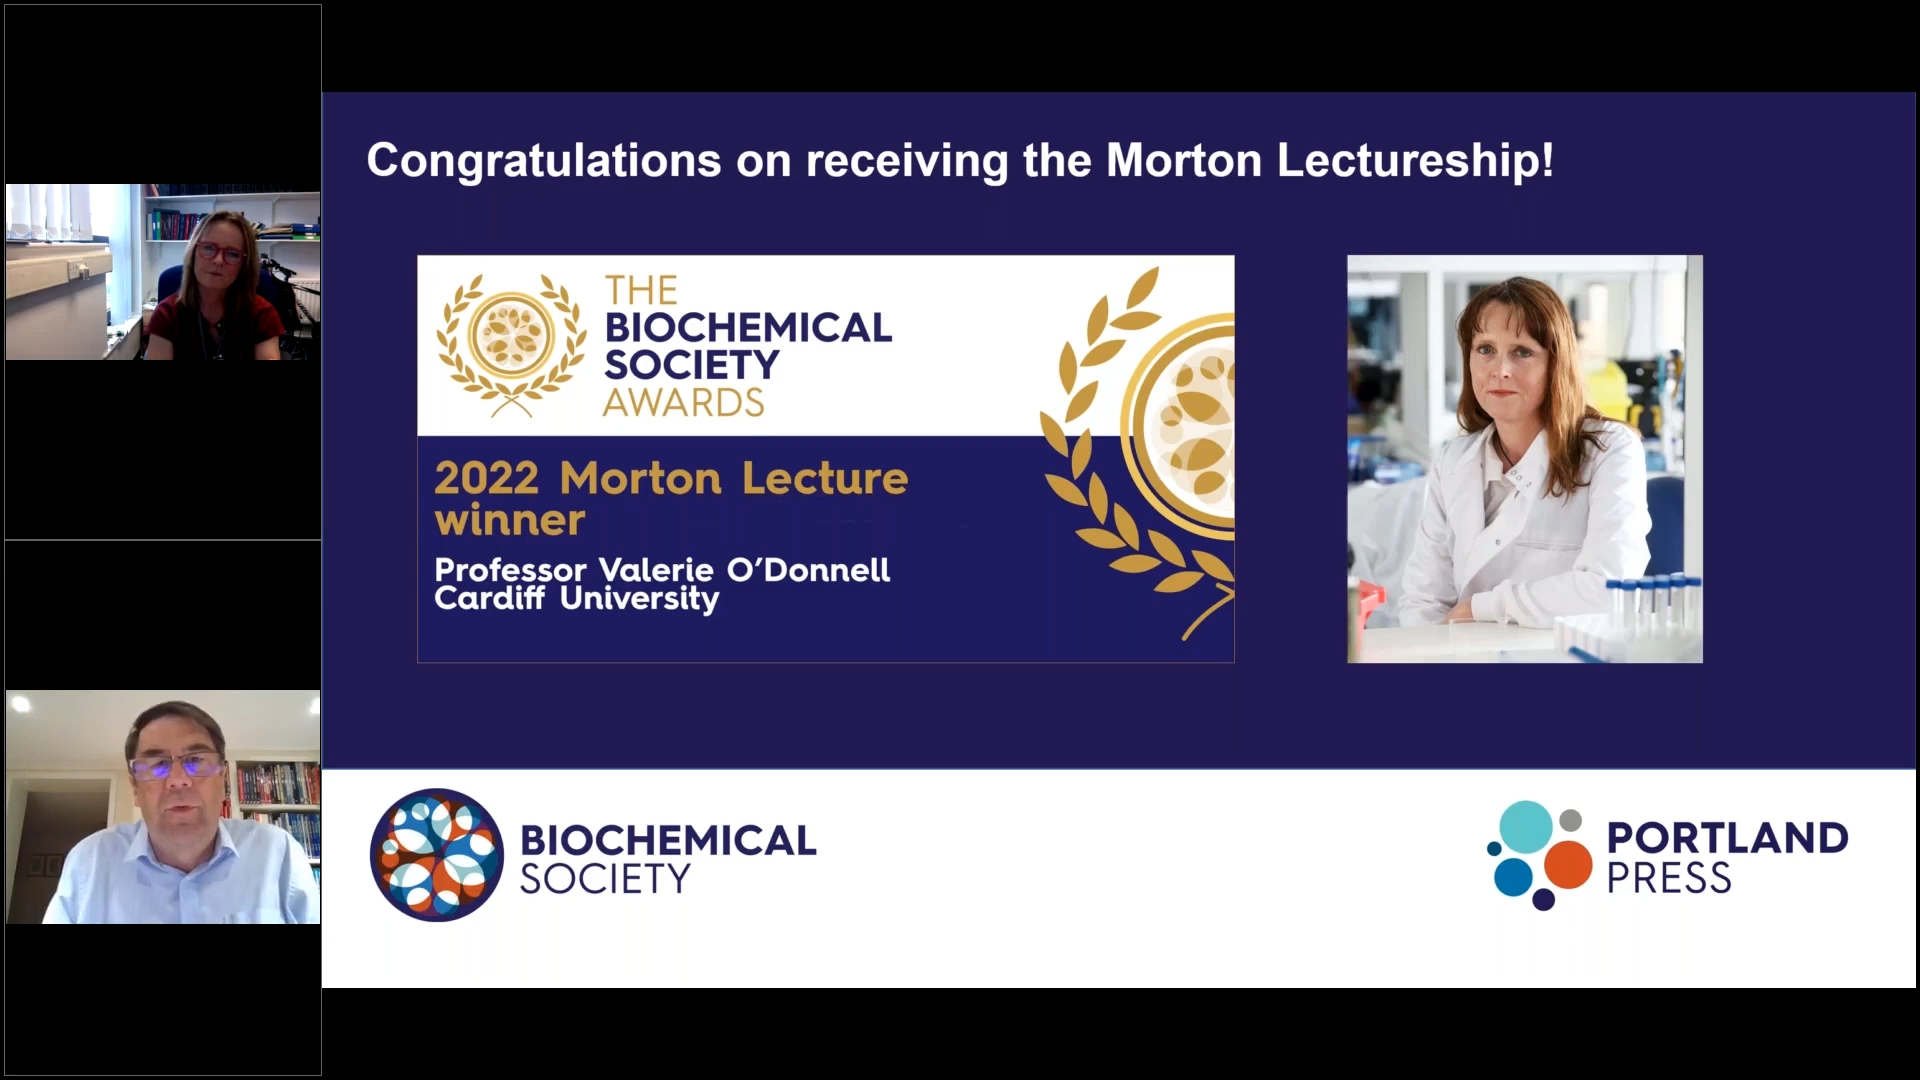 Congratulations on receiving the Morton Lectureship!
THE
BIOCHEMICAL
SOCIETY
AWARDS
2022 Morton Lecture
winner
Professor Valerie O'Donnell
Cardiff University
BIOCHEMICAL
SOCIETY
PORTLAND
PRESS